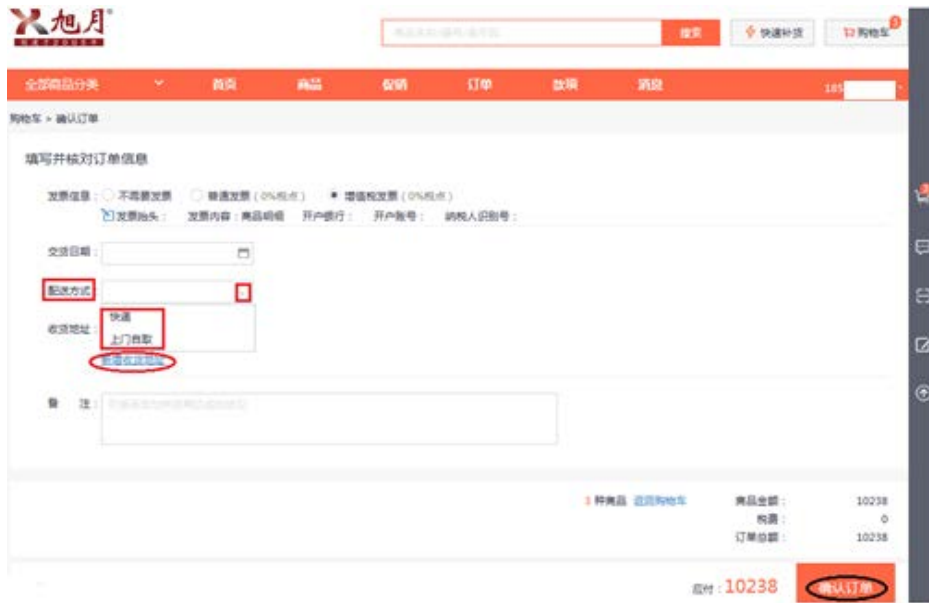 旭月
搜索
快速补货
购物车
全部商品分类 首页 商品 促销 订单 款项 消息 185
购物车 > 确认订单
填写并核对订单信息
发票信息: 不需要发票 普通发票 (0%税点) 增值税发票 (0%税点)
发票抬头: 发票内容:商品明细 开户银行: 开户账号: 纳税人识别号:
交货日期:
配送方式:
快递
收货地址:
上门自取
新增收货地址
备 注:
种商品 返回购物车
商品金额: 10238
税费: 0
订单总额: 10238
应付:10238
确认订单